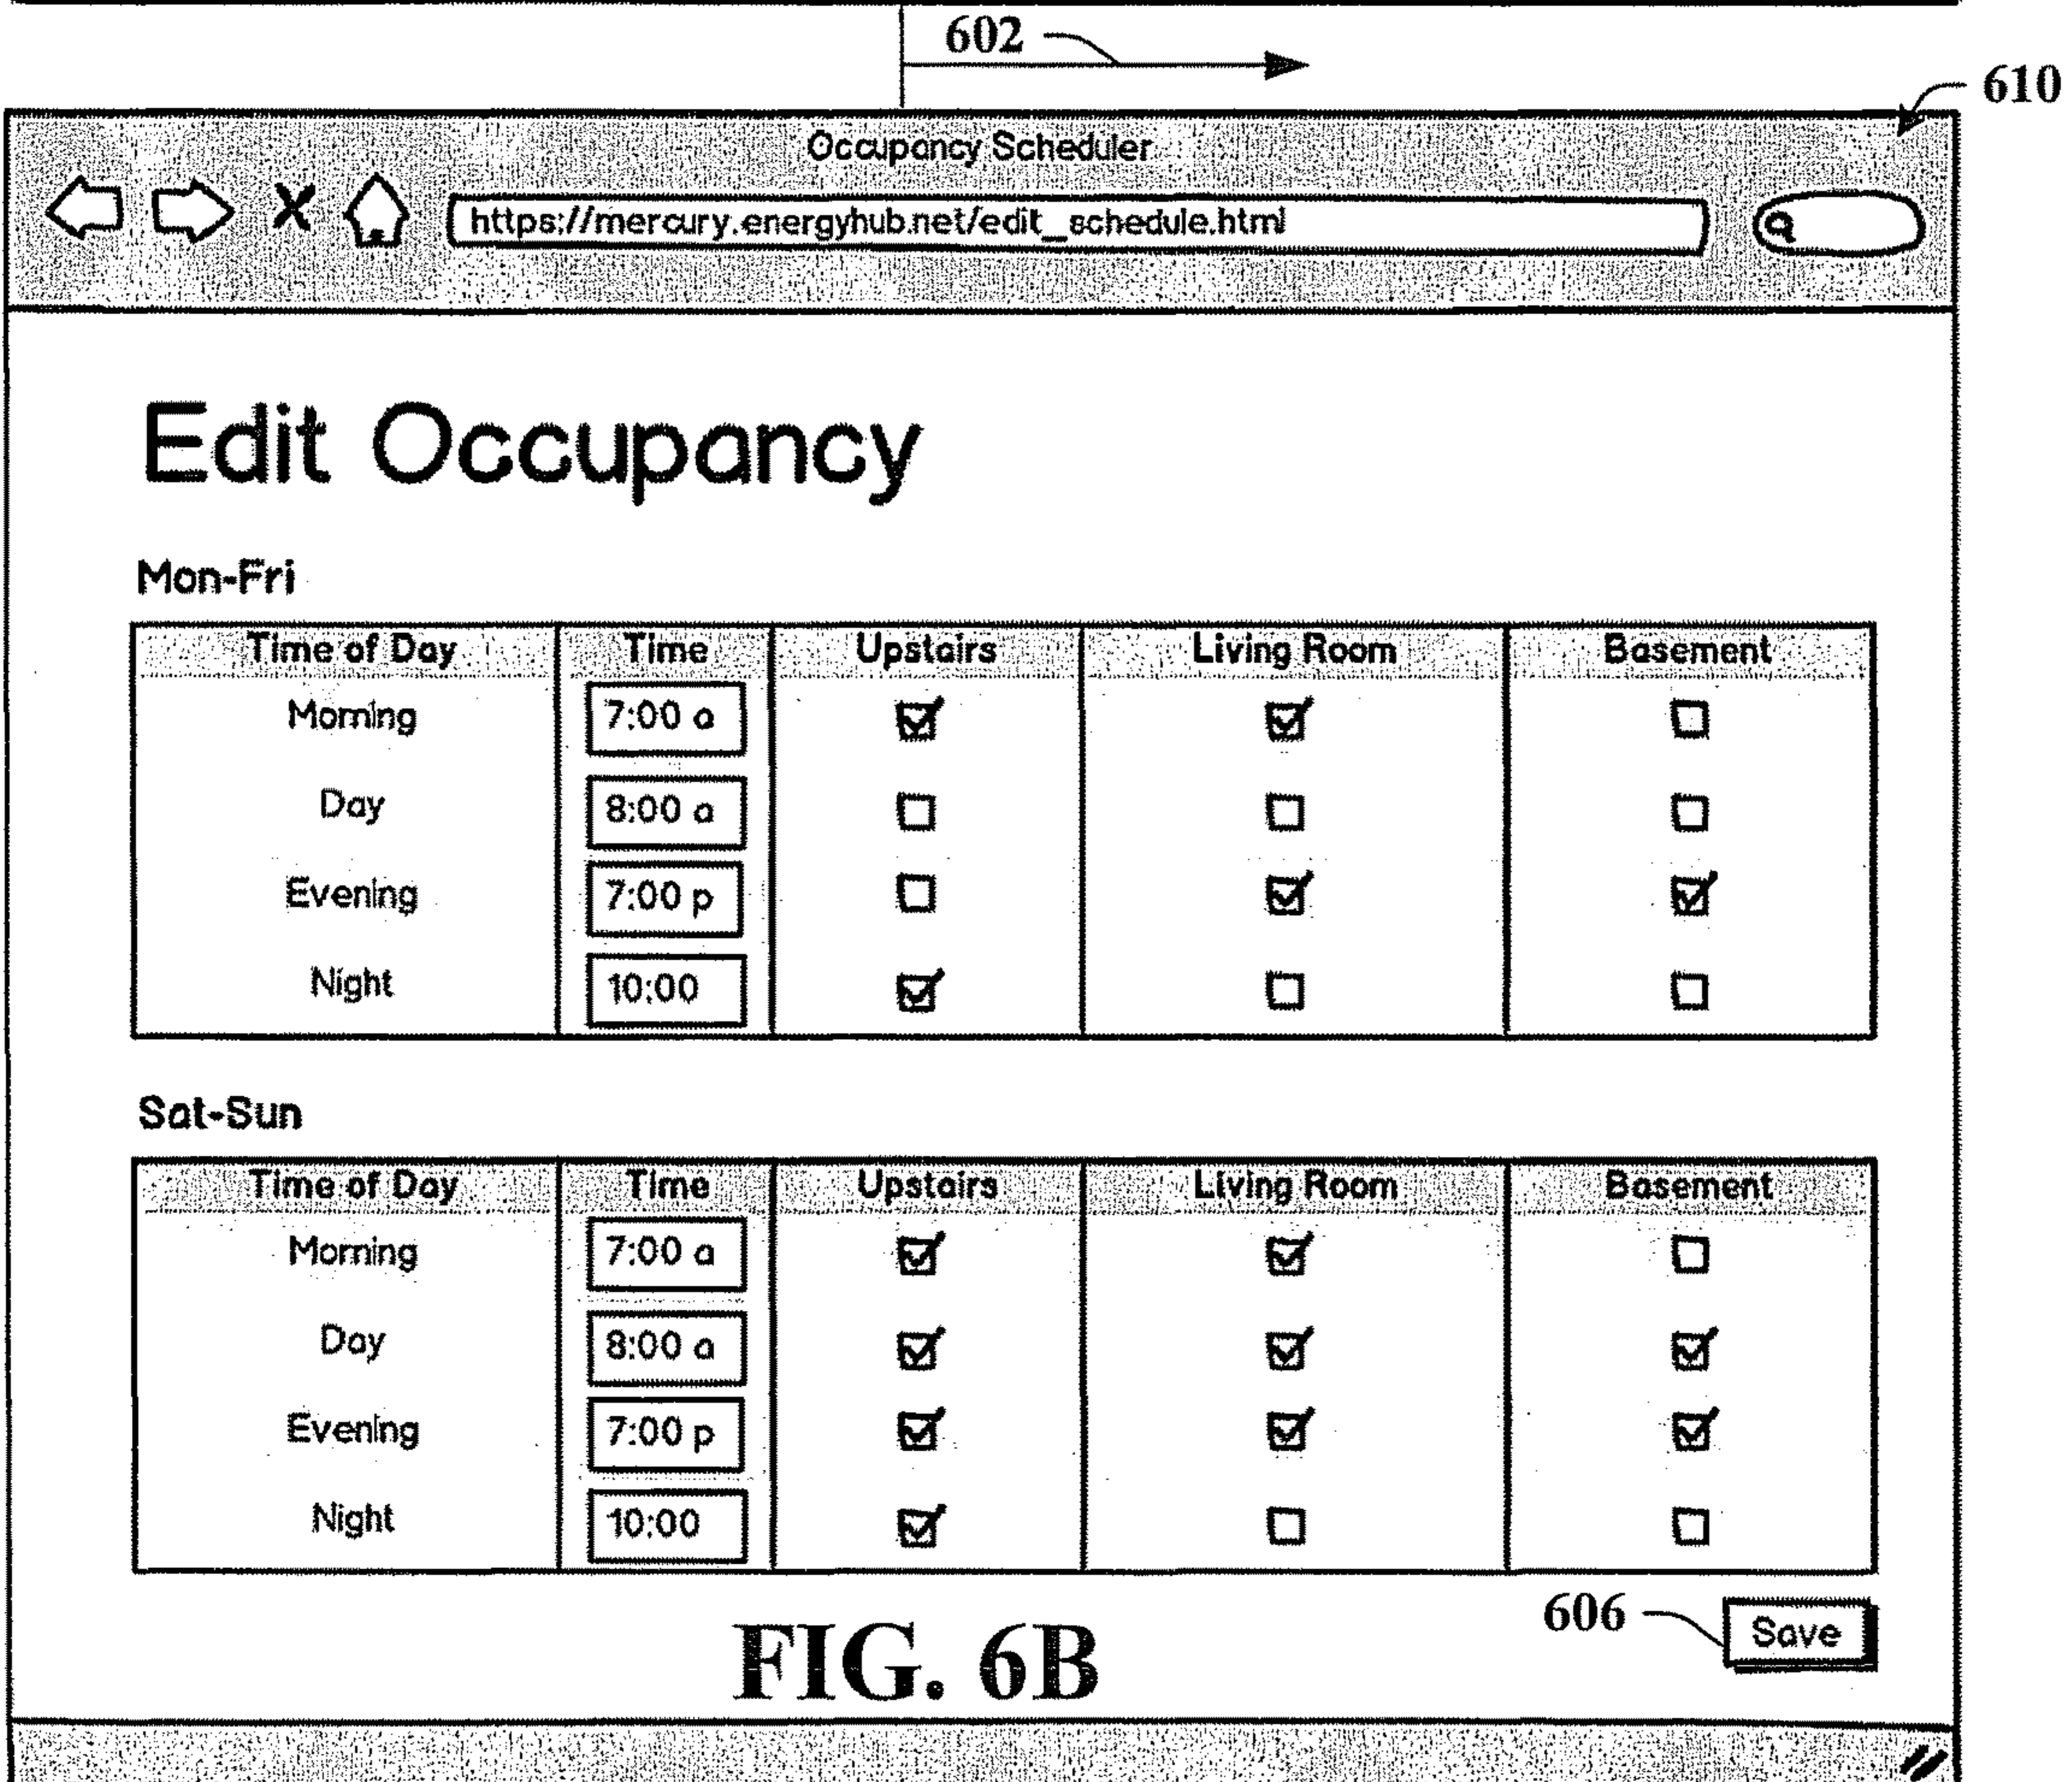 602
610
Occupancy Scheduler
https://mercury.energyhub.net/edit_schedule.html
Edit Occupancy
Mon-Fri
Time of Day Time Upstairs Living Room Basement
Morning 7:00 a
Day 8:00 a
Evening 7:00 p
Night 10:00
Sat-Sun
Time of Day Time Upstairs Living Room Basement
Morning 7:00 a
Day 8:00 a
Evening 7:00 p
Night 10:00
606 Save
FIG. 6B